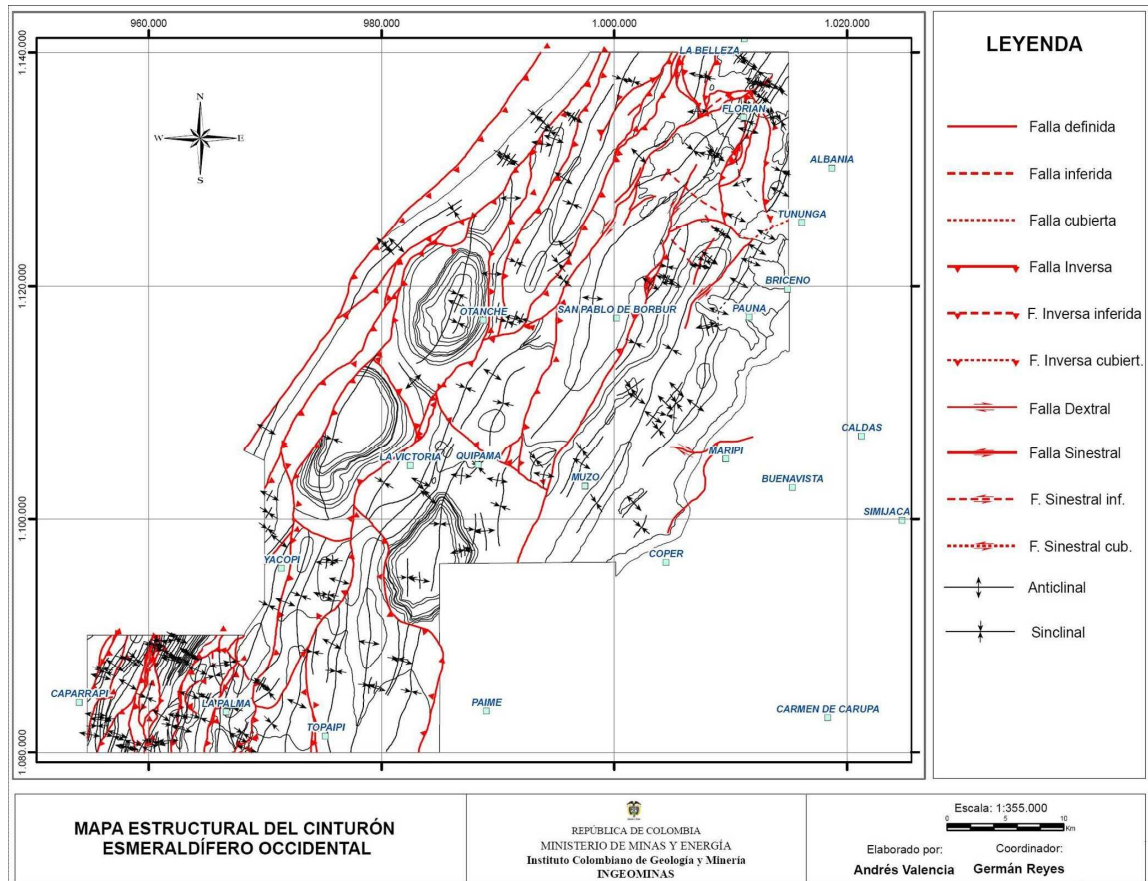 960.000
980.000
1.000.000
1.020.000
1.140.000
1.120.000
1.100.000
1.080.000
N
W
E
S
LA BELLEZA
FLORIAN
ALBANIA
TUNUNGA
BRICENO
OTANCHE
SAN PABLO DE BORBUR
PAUNA
CALDAS
LA VICTORIA
QUIPAMA
MARIPI
MUZO
BUENAVISTA
SIMIJACA
YACOPI
COPER
CAPARRAPI
LA PALMA
PAIME
TOPAIPI
CARMEN DE CARUPA
LEYENDA
Falla definida
Falla inferida
Falla cubierta
Falla Inversa
F. Inversa inferida
F. Inversa cubiert.
Falla Dextral
Falla Sinestral
F. Sinestral inf.
F. Sinestral cub.
Anticlinal
Sinclinal
MAPA ESTRUCTURAL DEL CINTURÓN
ESMERALDÍFERO OCCIDENTAL
REPÚBLICA DE COLOMBIA
MINISTERIO DE MINAS Y ENERGÍA
Instituto Colombiano de Geología y Minería
INGEOMINAS
Escala: 1:355.000
0 5 10
Km
Elaborado por: Coordinador:
Andrés Valencia Germán Reyes